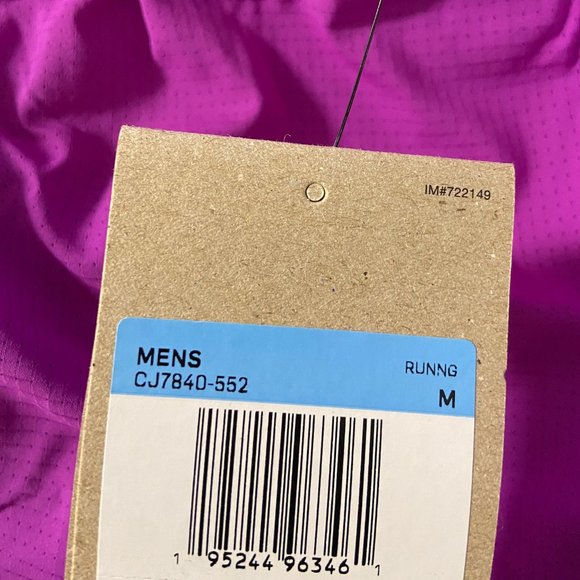 IM#722149
MENS RUNNG
CJ7840-552 M
1 95244 96346 1